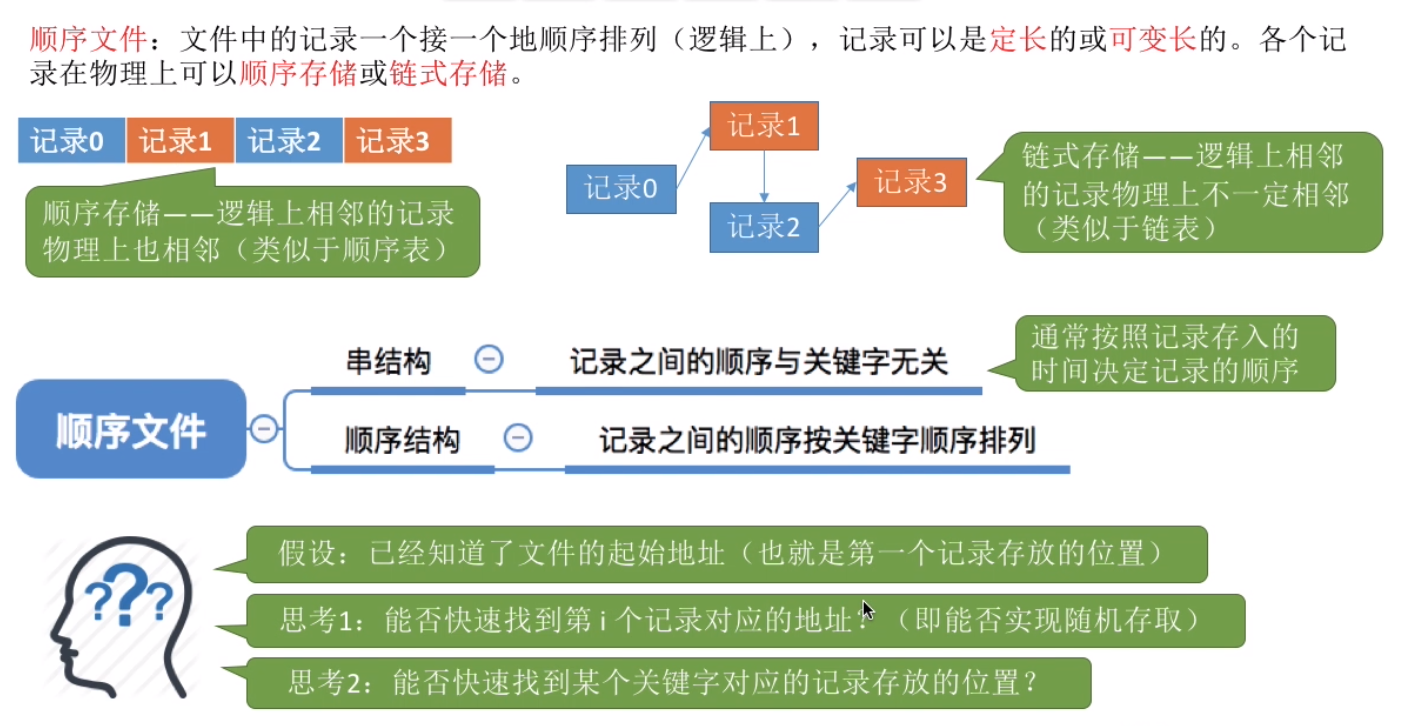 顺序文件：文件中的记录一个接一个地顺序排列（逻辑上），记录可以是定长的或可变长的。各个记
录在物理上可以顺序存储或链式存储。
记录0 记录1 记录2 记录3
顺序存储——逻辑上相邻的记录
物理上也相邻（类似于顺序表）
记录0
记录1
记录2
记录3
链式存储——逻辑上相邻
的记录物理上不一定相邻
（类似于链表）
顺序文件
串结构
记录之间的顺序与关键字无关
通常按照记录存入的
时间决定记录的顺序
顺序结构
记录之间的顺序按关键字顺序排列
???
假设：已经知道了文件的起始地址（也就是第一个记录存放的位置）
思考1：能否快速找到第 i 个记录对应的地址？（即能否实现随机存取）
思考2：能否快速找到某个关键字对应的记录存放的位置？